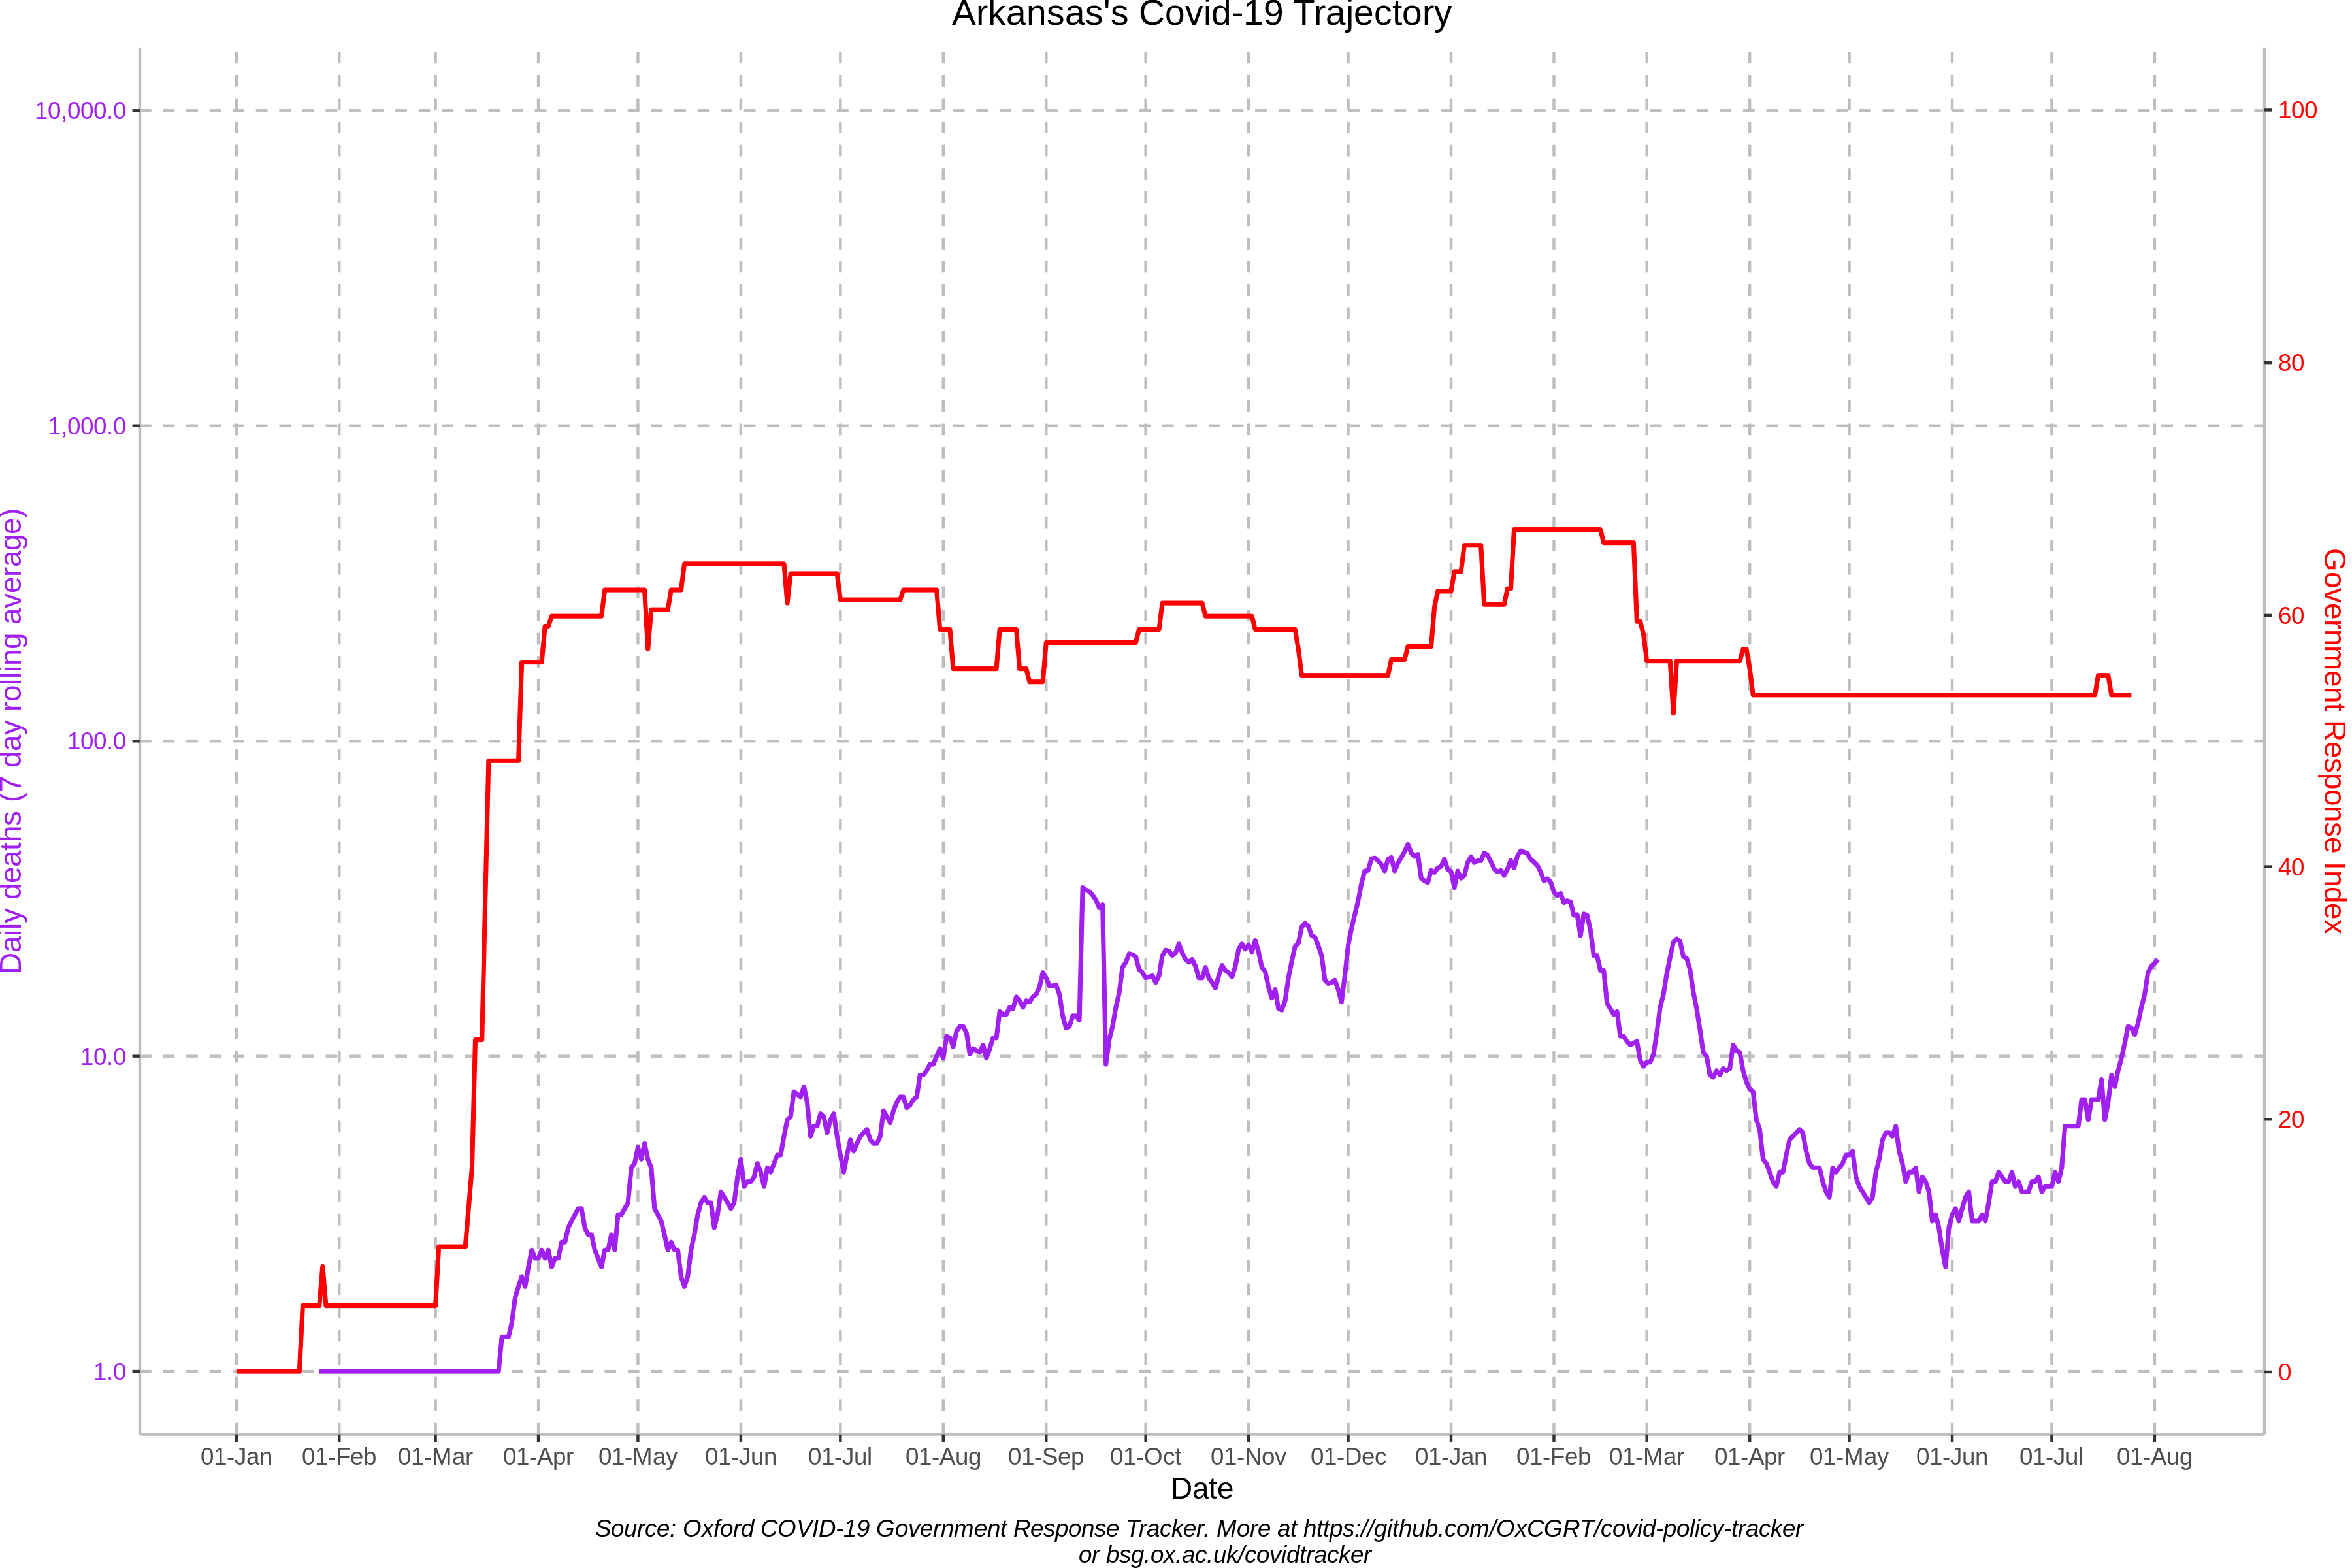 Arkansas's Covid-19 Trajectory
10,000.0
1,000.0
100.0
10.0
1.0
Daily deaths (7 day rolling average)
100
80
60
40
20
0
Government Response Index
01-Jan 01-Feb 01-Mar 01-Apr 01-May 01-Jun 01-Jul 01-Aug 01-Sep 01-Oct 01-Nov 01-Dec 01-Jan 01-Feb 01-Mar 01-Apr 01-May 01-Jun 01-Jul 01-Aug
Date
Source: Oxford COVID-19 Government Response Tracker. More at https://github.com/OxCGRT/covid-policy-tracker
or bsg.ox.ac.uk/covidtracker